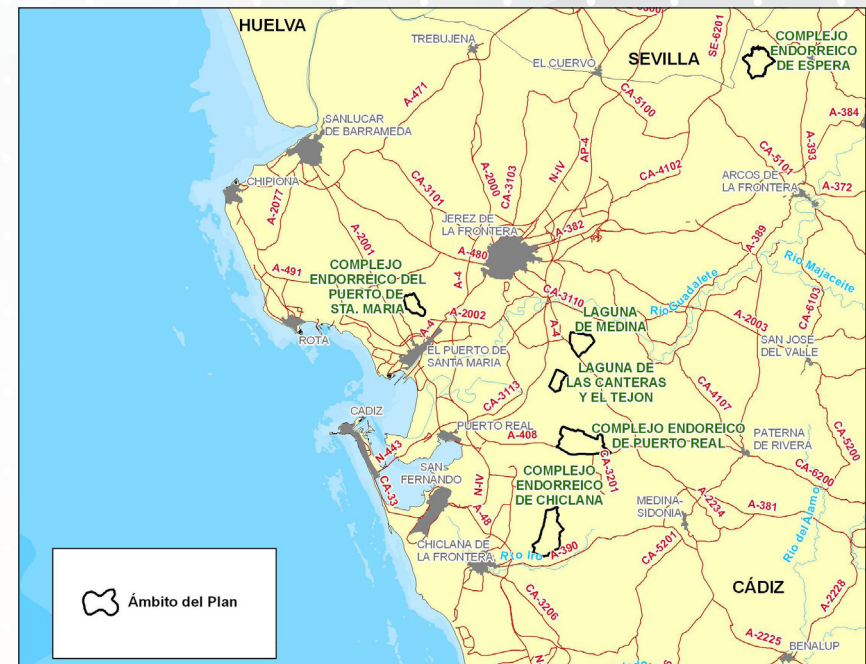 HUELVA
TREBUJENA
EL CUERVO
SEVILLA
SE-6201
COMPLEJO
ENDORREICO
DE ESPERA
A-471
CA-5100
A-384
SANLUCAR
DE BARRAMEDA
A-2000
CA-3103
N-IV
AP-4
CA-4102
CA-5101
A-393
ARCOS DE
LA FRONTERA
A-372
CHIPIONA
A-2077
CA-3101
A-2001
JEREZ DE
LA FRONTERA
A-382
A-480
A-389
A-491
COMPLEJO
ENDORREICO DEL
PUERTO DE
STA. MARIA
A-4
CA-3110
Río Guadalete
Río Majaceite
A-2002
A-4
A-4
LAGUNA
DE MEDINA
A-2003
CA-6103
ROTA
EL PUERTO DE
SANTA MARIA
SAN JOSE
DEL VALLE
LAGUNA DE
LAS CANTERAS
Y EL TEJON
CA-3113
CA-4107
CADIZ
PUERTO REAL
A-408
COMPLEJO ENDOREICO
DE PUERTO REAL
PATERNA
DE RIVERA
CA-5200
N-443
SAN
FERNANDO
N-IV
CA-3201
CA-6200
CA-33
COMPLEJO
ENDORREICO
DE CHICLANA
MEDINA-
SIDONIA
A-2234
A-381
A-48
Río del Álamo
CHICLANA DE
LA FRONTERA
Río Iro
A-390
CA-5201
CÁDIZ
CA-3206
A-2228
A-2225
BENALUP
Ámbito del Plan